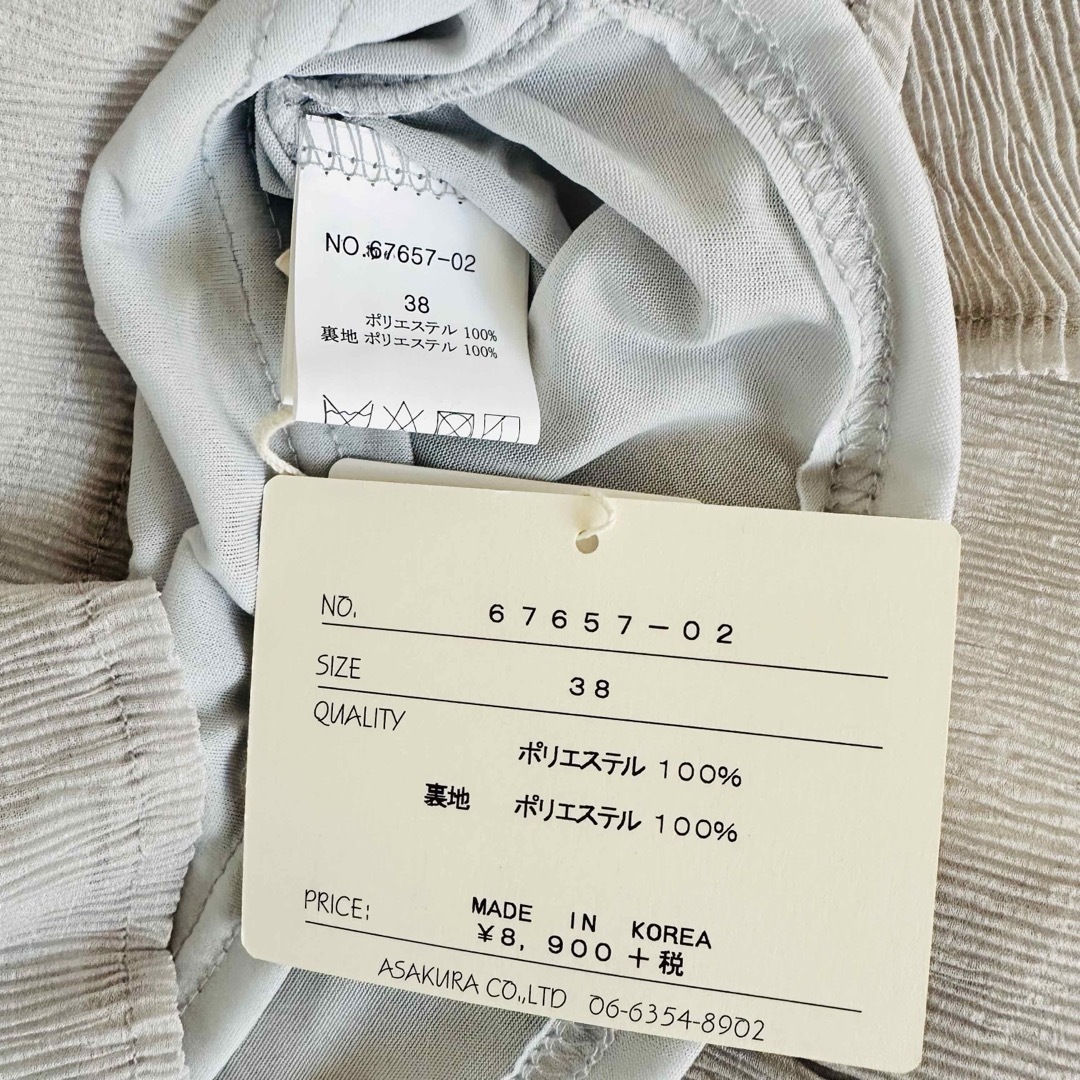 NO.67657-02
38
ポリエステル 100%
裏地 ポリエステル 100%
NO. 67657-02
SIZE 38
QUALITY
ポリエステル 100%
裏地 ポリエステル 100%
MADE IN KOREA
PRICE: ¥8,900+税
ASAKURA CO.,LTD 06-6354-8902